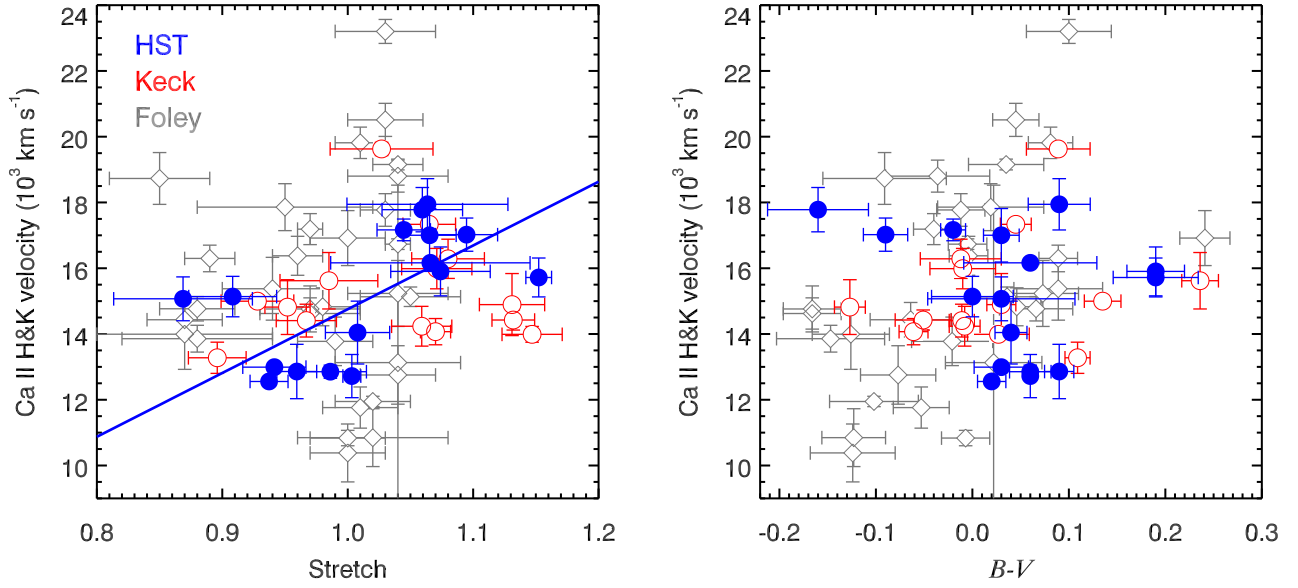 HST
Keck
Foley
Ca II H&K velocity (10³ km s⁻¹)
24
22
20
18
16
14
12
10
0.8 0.9 1.0 1.1 1.2
Stretch
Ca II H&K velocity (10³ km s⁻¹)
24
22
20
18
16
14
12
10
-0.2 -0.1 0.0 0.1 0.2 0.3
B-V